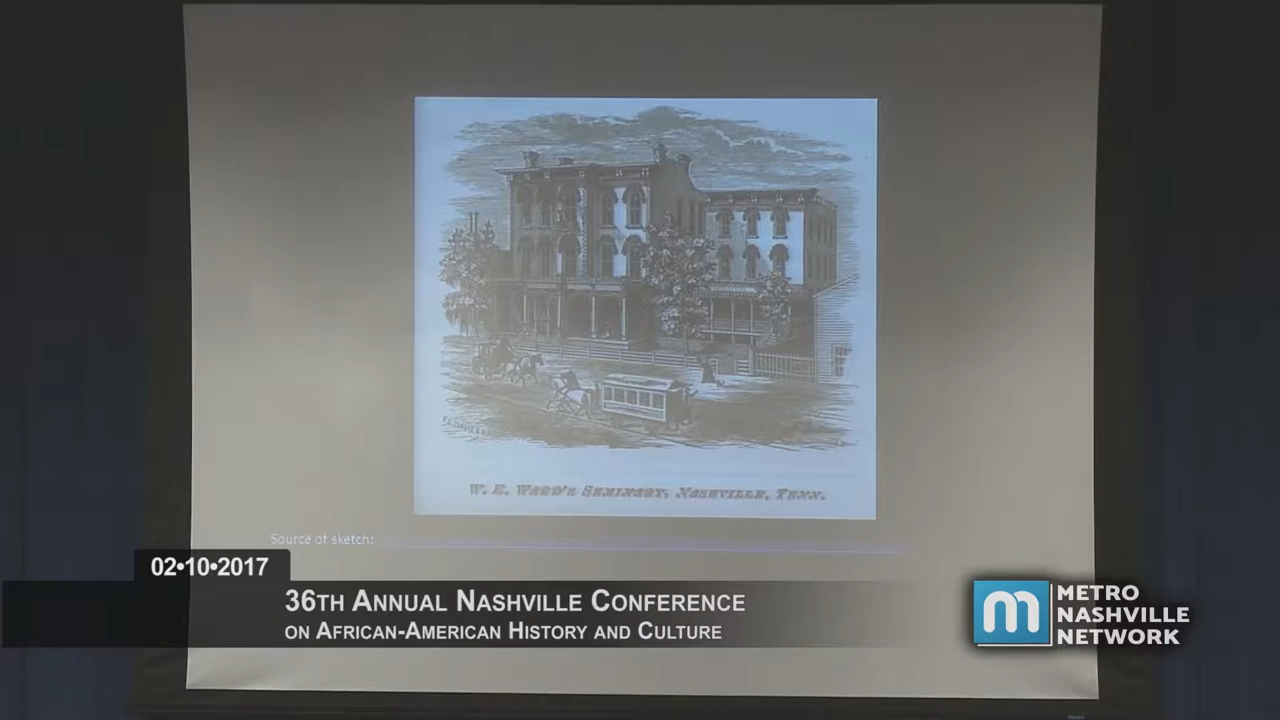 W. E. WARD'S SEMINARY, NASHVILLE, TENN.
Source of sketch:
02•10•2017
36TH ANNUAL NASHVILLE CONFERENCE
ON AFRICAN-AMERICAN HISTORY AND CULTURE
m
METRO
NASHVILLE
NETWORK